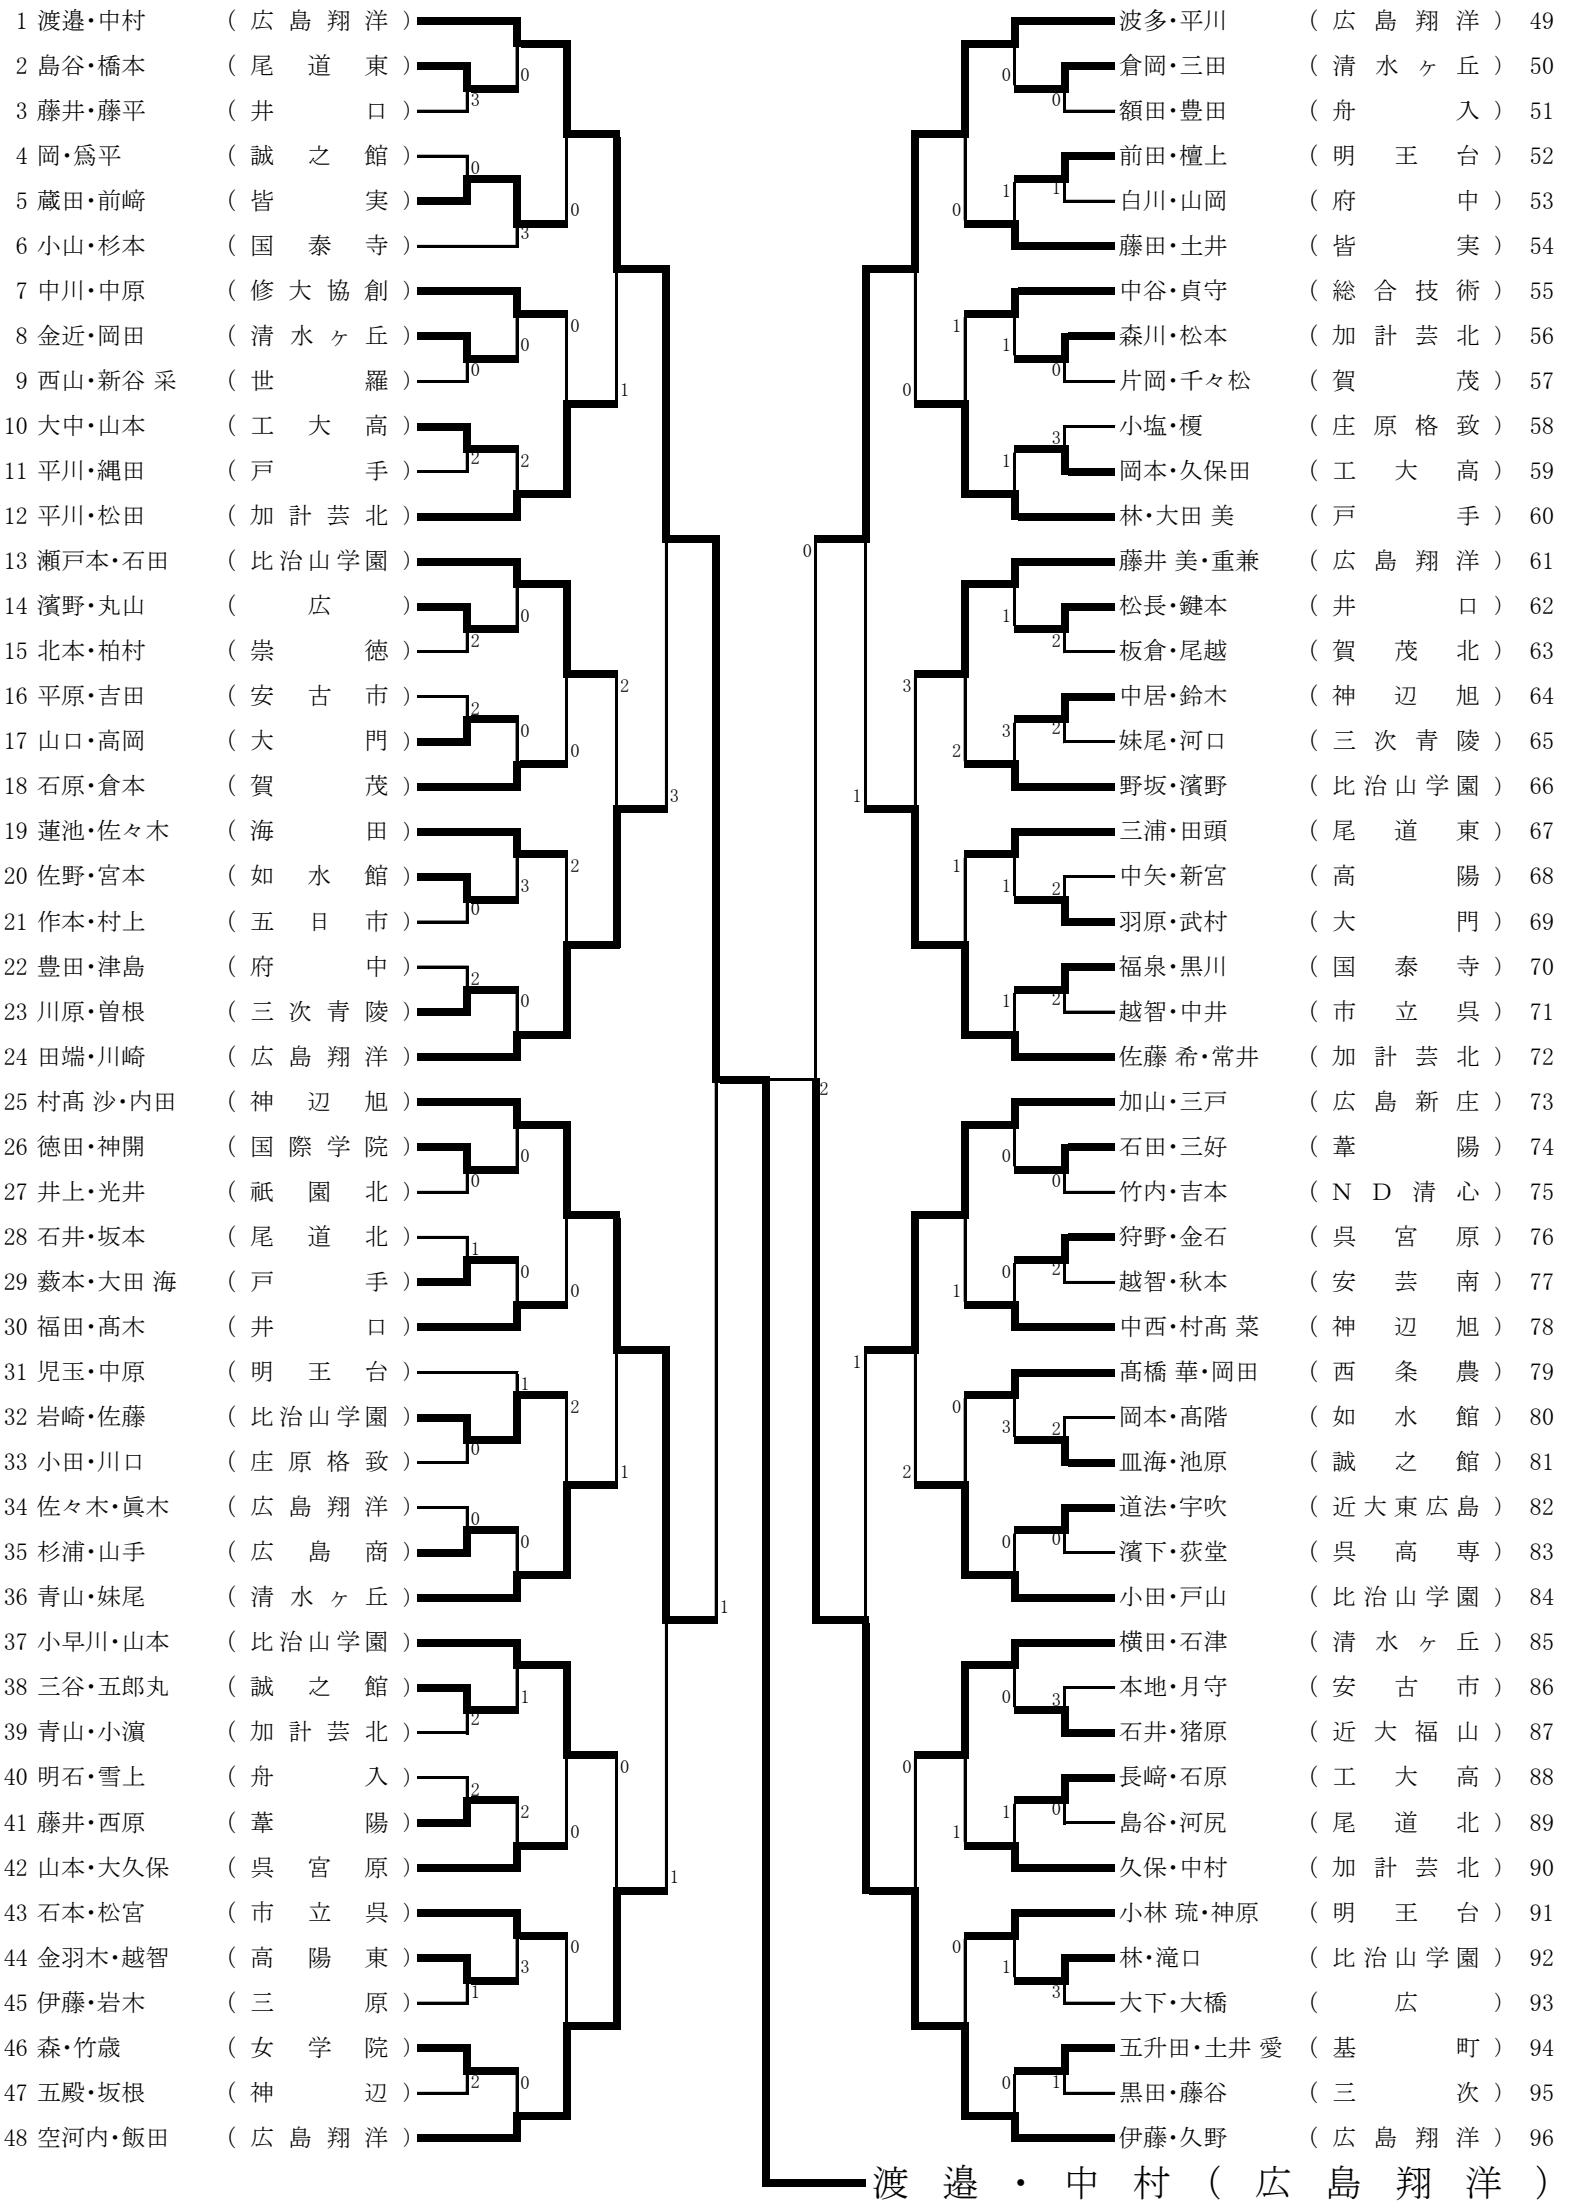 1 渡邉・中村 (広島翔洋)
2 島谷・橋本 (尾道東)
3 藤井・藤平 (井口)
4 岡・爲平 (誠之館)
5 蔵田・前﨑 (皆実)
6 小山・杉本 (国泰寺)
7 中川・中原 (修大協創)
8 金近・岡田 (清水ヶ丘)
9 西山・新谷 采 (世羅)
10 大中・山本 (工大高)
11 平川・縄田 (戸手)
12 平川・松田 (加計芸北)
13 瀬戸本・石田 (比治山学園)
14 濱野・丸山 (広)
15 北本・柏村 (崇徳)
16 平原・吉田 (安古市)
17 山口・高岡 (大門)
18 石原・倉本 (賀茂)
19 蓮池・佐々木 (海田)
20 佐野・宮本 (如水館)
21 作本・村上 (五日市)
22 豊田・津島 (府中)
23 川原・曽根 (三次青陵)
24 田端・川崎 (広島翔洋)
25 村髙 沙・内田 (神辺旭)
26 徳田・神開 (国際学院)
27 井上・光井 (祇園北)
28 石井・坂本 (尾道北)
29 薮本・大田 海 (戸手)
30 福田・髙木 (井口)
31 児玉・中原 (明王台)
32 岩崎・佐藤 (比治山学園)
33 小田・川口 (庄原格致)
34 佐々木・眞木 (広島翔洋)
35 杉浦・山手 (広島商)
36 青山・妹尾 (清水ヶ丘)
37 小早川・山本 (比治山学園)
38 三谷・五郎丸 (誠之館)
39 青山・小濵 (加計芸北)
40 明石・雪上 (舟入)
41 藤井・西原 (葦陽)
42 山本・大久保 (呉宮原)
43 石本・松宮 (市立呉)
44 金羽木・越智 (高陽東)
45 伊藤・岩木 (三原)
46 森・竹歳 (女学院)
47 五殿・坂根 (神辺)
48 空河内・飯田 (広島翔洋)
波多・平川 (広島翔洋) 49
倉岡・三田 (清水ヶ丘) 50
額田・豊田 (舟入) 51
前田・檀上 (明王台) 52
白川・山岡 (府中) 53
藤田・土井 (皆実) 54
中谷・貞守 (総合技術) 55
森川・松本 (加計芸北) 56
片岡・千々松 (賀茂) 57
小塩・榎 (庄原格致) 58
岡本・久保田 (工大高) 59
林・大田 美 (戸手) 60
藤井 美・重兼 (広島翔洋) 61
松長・鍵本 (井口) 62
板倉・尾越 (賀茂北) 63
中居・鈴木 (神辺旭) 64
妹尾・河口 (三次青陵) 65
野坂・濱野 (比治山学園) 66
三浦・田頭 (尾道東) 67
中矢・新宮 (高陽) 68
羽原・武村 (大門) 69
福泉・黒川 (国泰寺) 70
越智・中井 (市立呉) 71
佐藤 希・常井 (加計芸北) 72
加山・三戸 (広島新庄) 73
石田・三好 (葦陽) 74
竹内・吉本 (ND清心) 75
狩野・金石 (呉宮原) 76
越智・秋本 (安芸南) 77
中西・村髙 菜 (神辺旭) 78
髙橋 華・岡田 (西条農) 79
岡本・髙階 (如水館) 80
皿海・池原 (誠之館) 81
道法・宇吹 (近大東広島) 82
濱下・荻堂 (呉高専) 83
小田・戸山 (比治山学園) 84
横田・石津 (清水ヶ丘) 85
本地・月守 (安古市) 86
石井・猪原 (近大福山) 87
長﨑・石原 (工大高) 88
島谷・河尻 (尾道北) 89
久保・中村 (加計芸北) 90
小林 琉・神原 (明王台) 91
林・滝口 (比治山学園) 92
大下・大橋 (広) 93
五升田・土井 愛 (基町) 94
黒田・藤谷 (三次) 95
伊藤・久野 (広島翔洋) 96
渡邉・中村(広島翔洋)